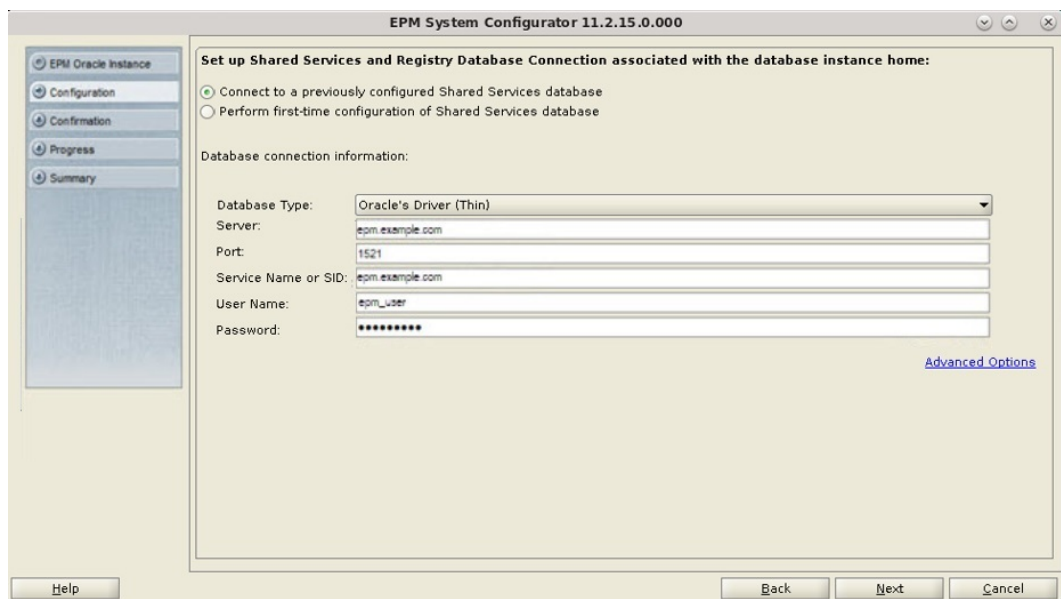 EPM System Configurator 11.2.15.0.000
EPM Oracle Instance
Configuration
Confirmation
Progress
Summary
Set up Shared Services and Registry Database Connection associated with the database instance home:
Connect to a previously configured Shared Services database
Perform first-time configuration of Shared Services database
Database connection information:
Database Type: Oracle's Driver (Thin)
Server: epm.example.com
Port: 1521
Service Name or SID: epm.example.com
User Name: epm_user
Password: •••••••••
Advanced Options
Help Back Next Cancel